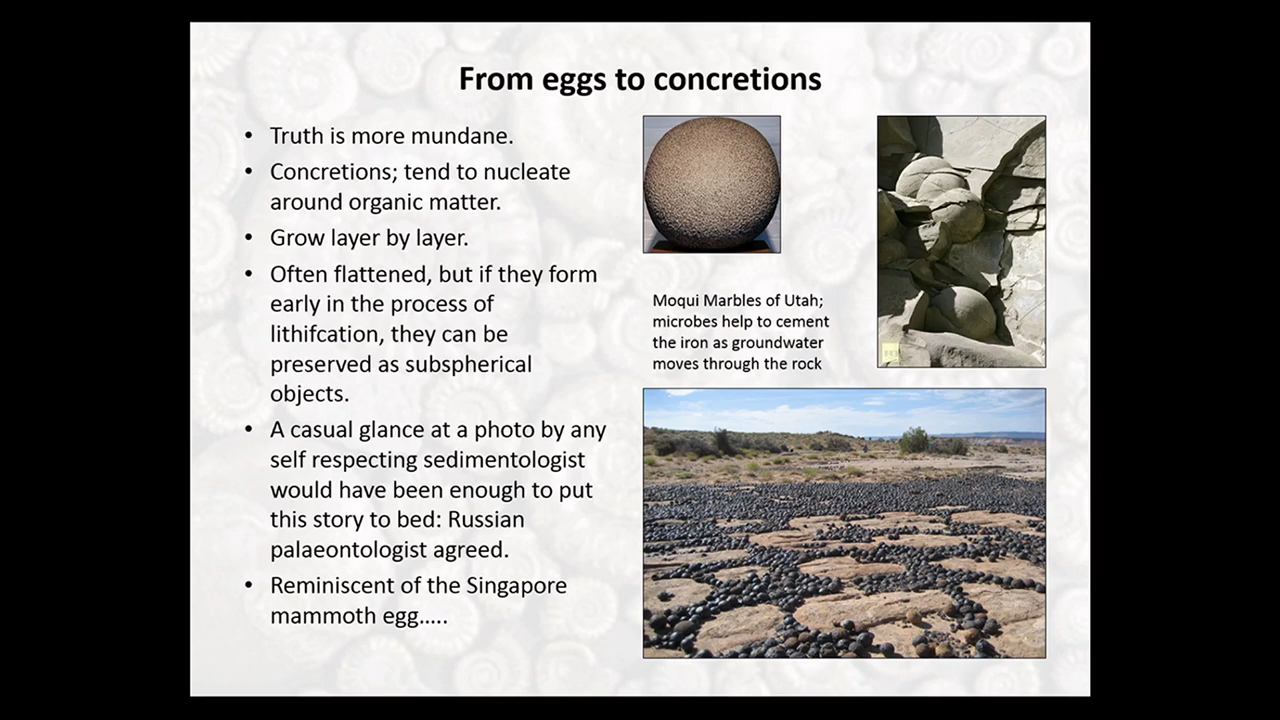 From eggs to concretions
• Truth is more mundane.
• Concretions; tend to nucleate
around organic matter.
• Grow layer by layer.
• Often flattened, but if they form
early in the process of
lithifcation, they can be
preserved as subspherical
objects.
• A casual glance at a photo by any
self respecting sedimentologist
would have been enough to put
this story to bed: Russian
palaeontologist agreed.
• Reminiscent of the Singapore
mammoth egg…..
Moqui Marbles of Utah;
microbes help to cement
the iron as groundwater
moves through the rock